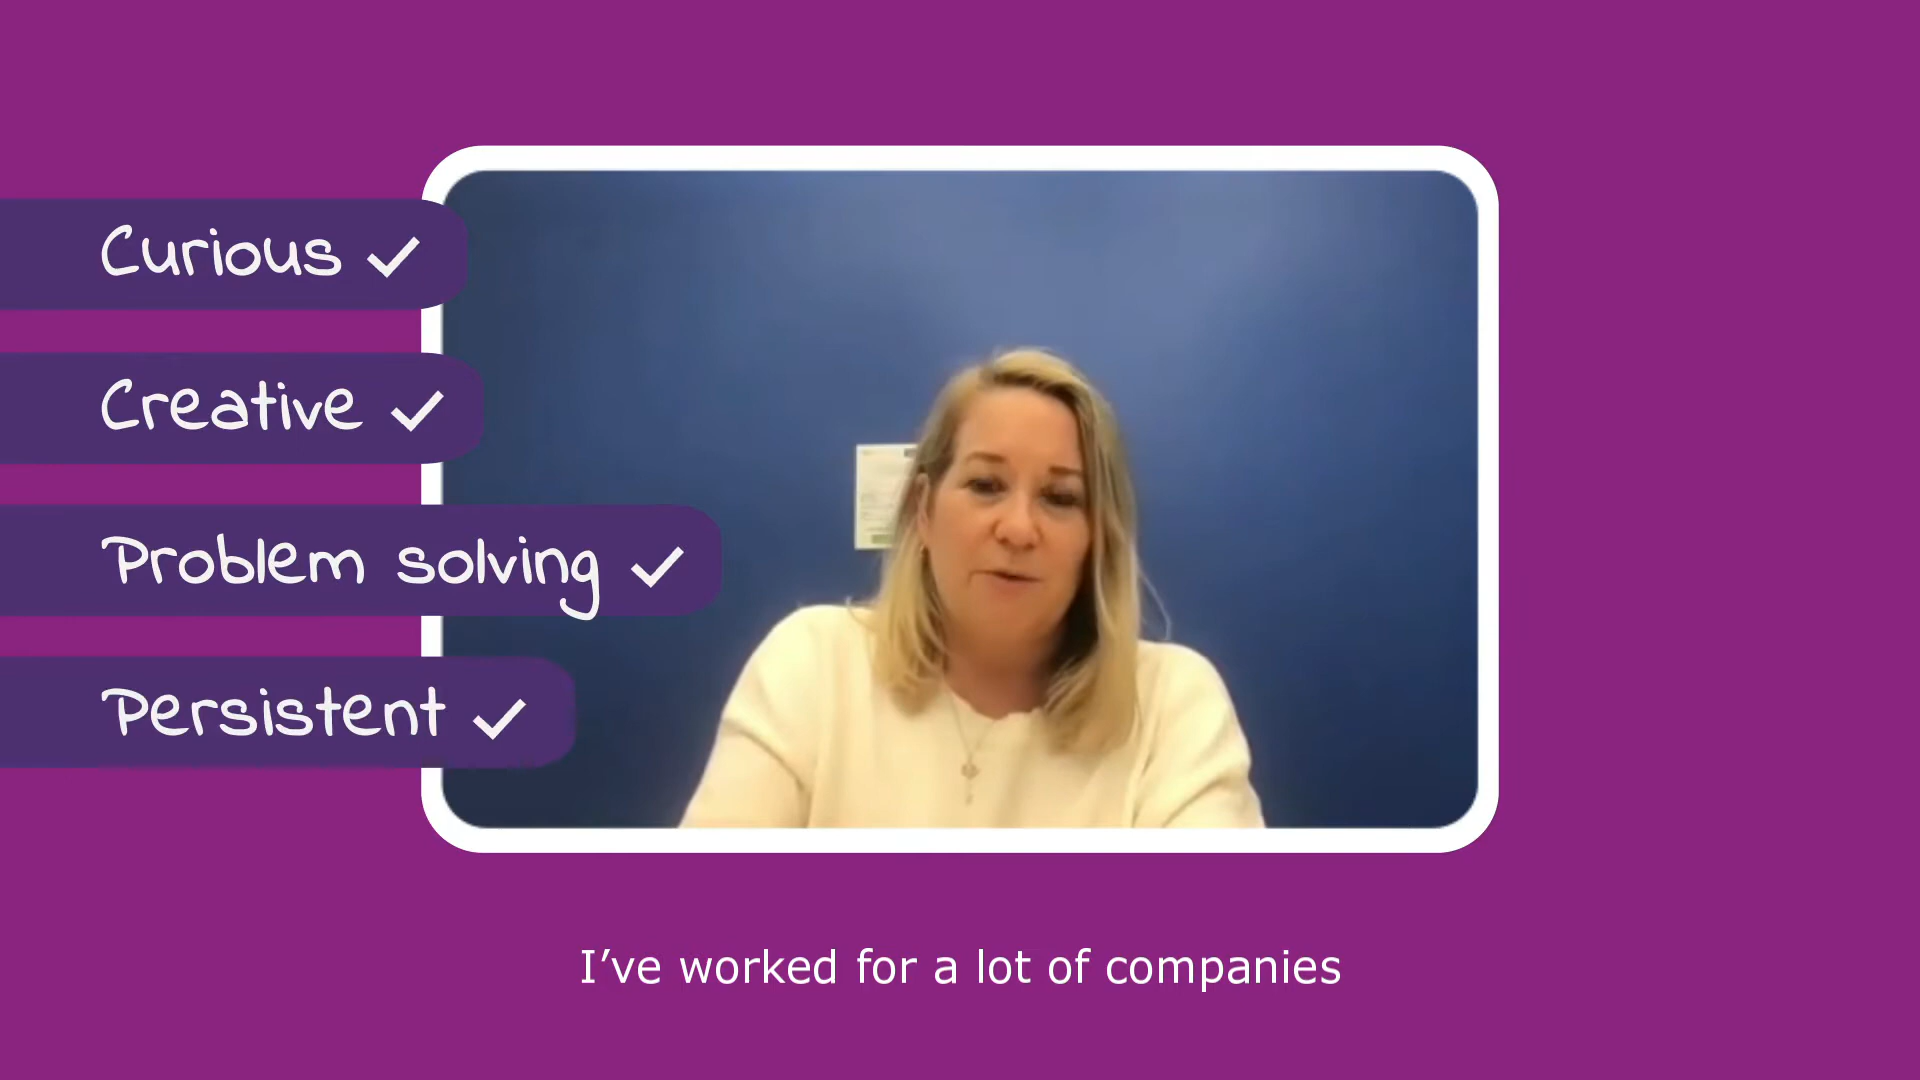 Curious ✓
Creative ✓
Problem solving ✓
Persistent ✓
I’ve worked for a lot of companies